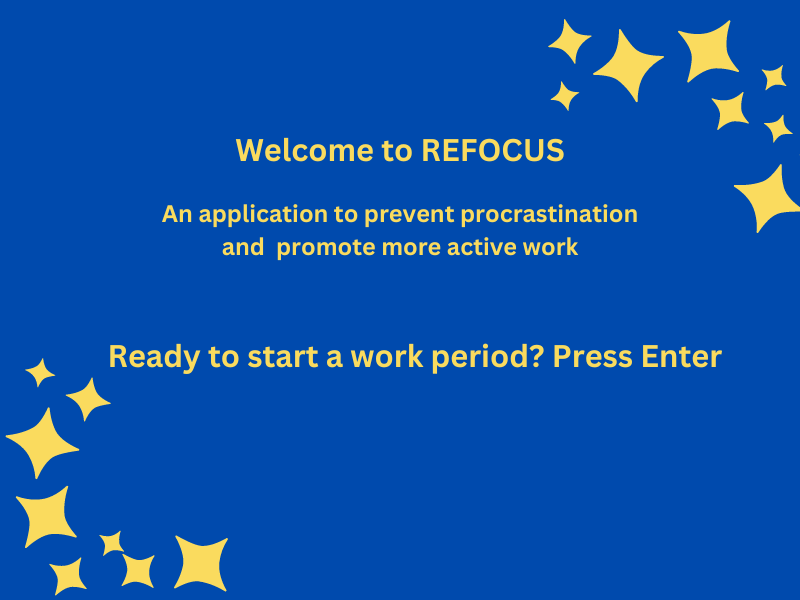 Welcome to REFOCUS
An application to prevent procrastination
and  promote more active work
Ready to start a work period? Press Enter